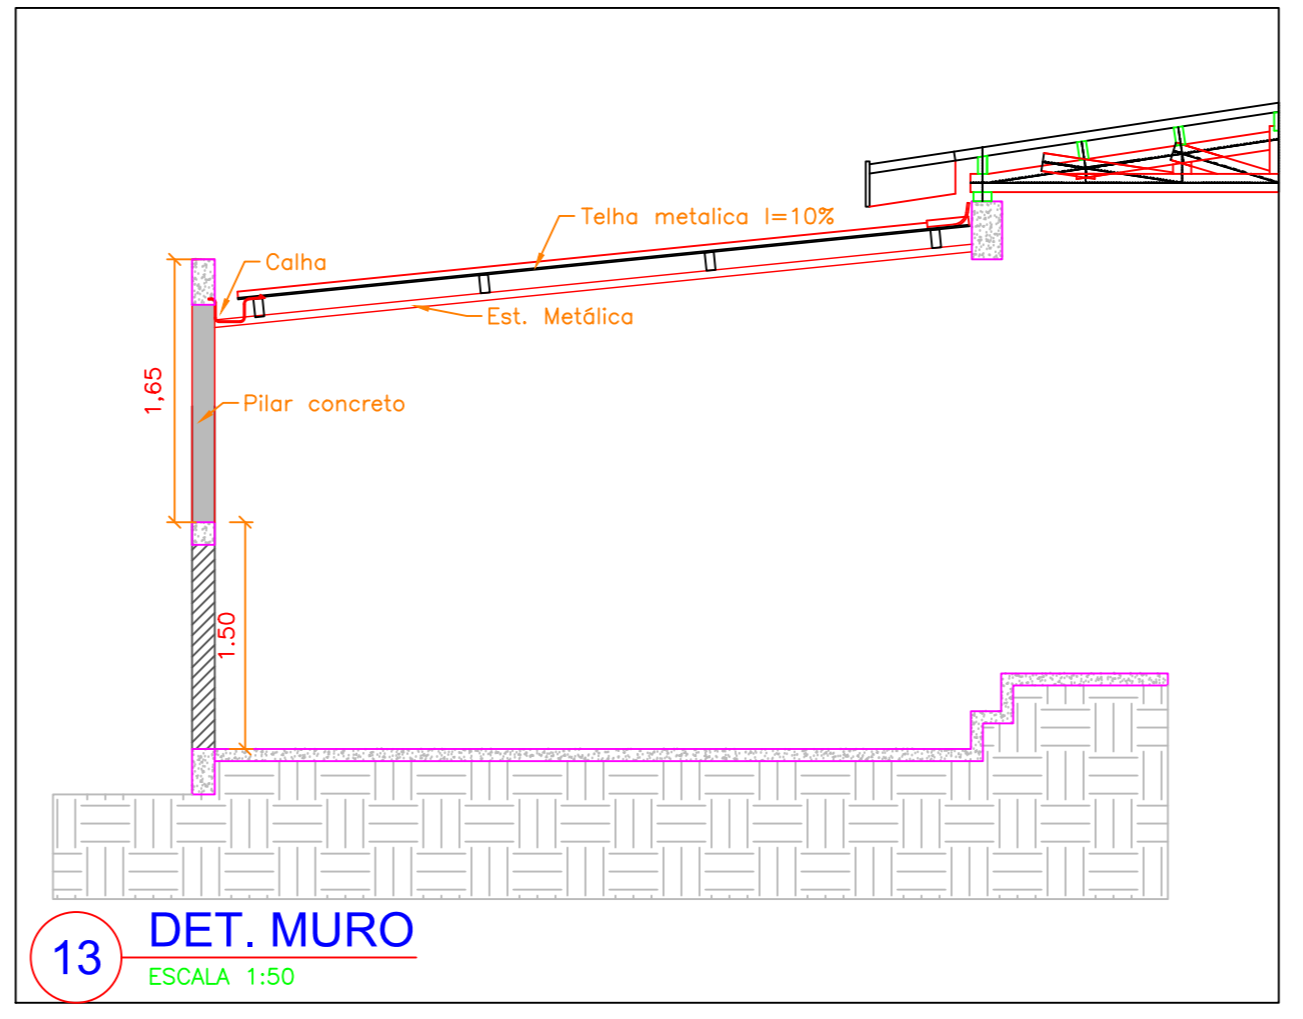 Telha metalica I=10%
Calha
Est. Metálica
1,65
Pilar concreto
1.50
13
DET. MURO
ESCALA 1:50